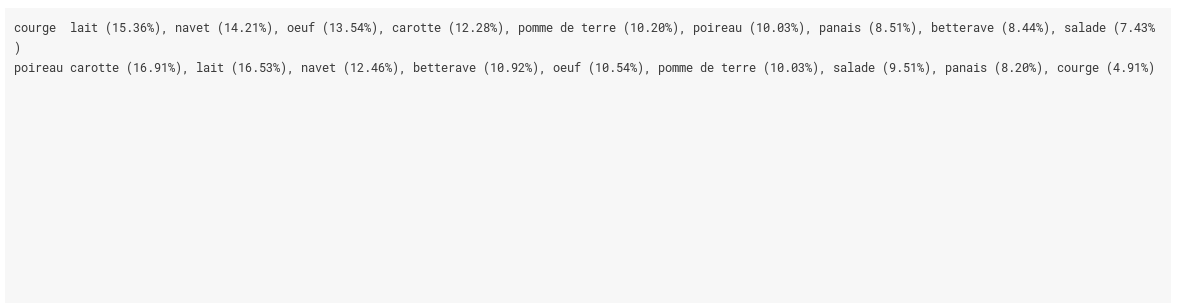 courge  lait (15.36%), navet (14.21%), oeuf (13.54%), carotte (12.28%), pomme de terre (10.20%), poireau (10.03%), panais (8.51%), betterave (8.44%), salade (7.43%
)
poireau carotte (16.91%), lait (16.53%), navet (12.46%), betterave (10.92%), oeuf (10.54%), pomme de terre (10.03%), salade (9.51%), panais (8.20%), courge (4.91%)